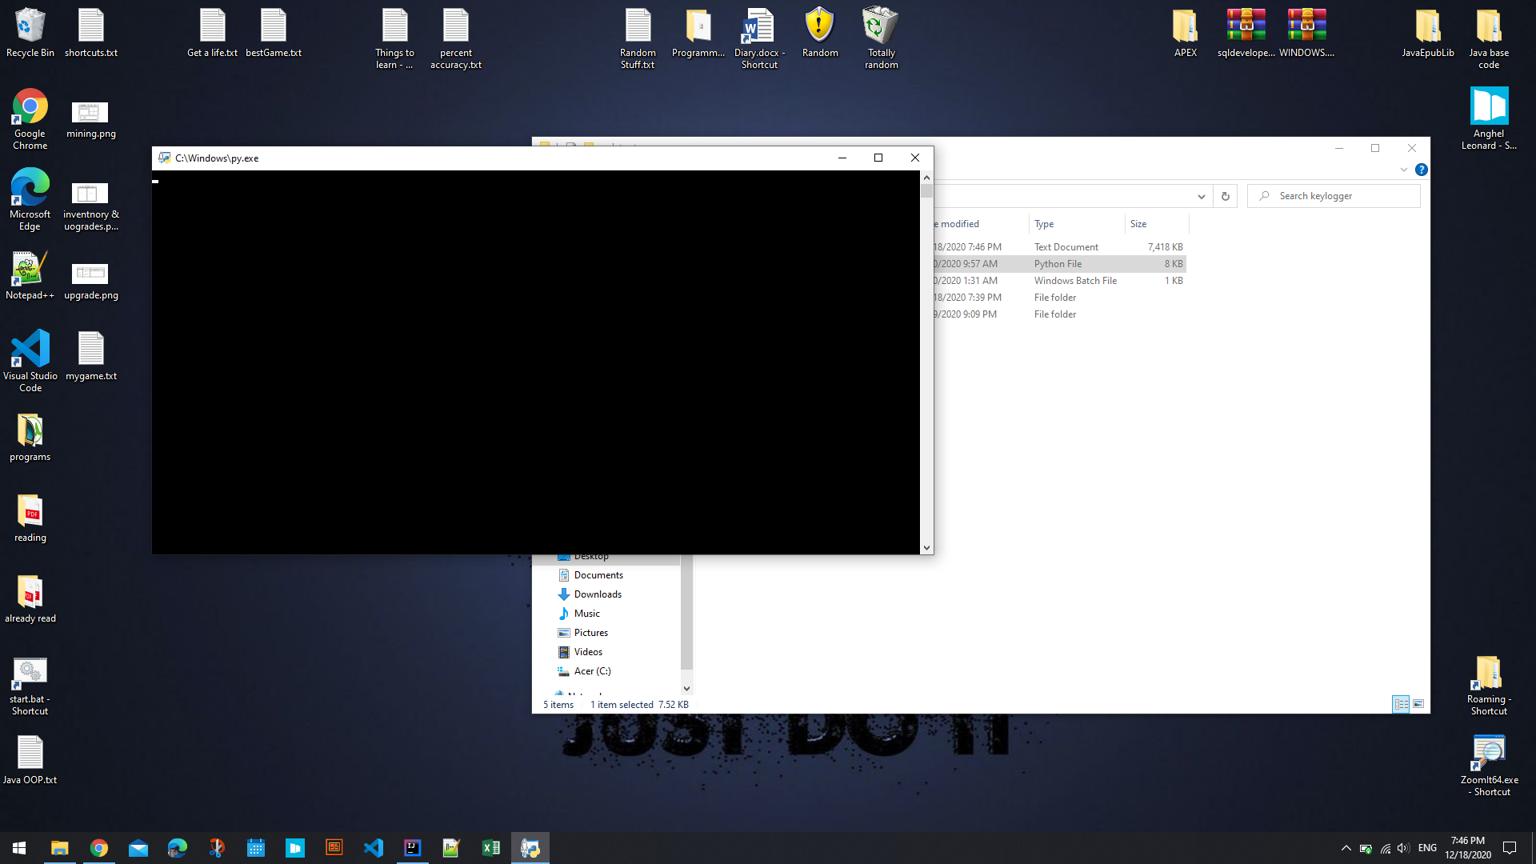 Recycle Bin
shortcuts.txt
Get a life.txt
bestGame.txt
Things to
learn - ...
percent
accuracy.txt
Random
Stuff.txt
Programm...
Diary.docx -
Shortcut
Random
Totally
random
APEX
sqldevelope...
WINDOWS....
JavaEpubLib
Java base
code
Google
Chrome
mining.png
Anghel
Leonard - S...
C:\Windows\py.exe
Search keylogger
e modified
Type
Size
18/2020 7:46 PM
Text Document
7,418 KB
0/2020 9:57 AM
Python File
8 KB
0/2020 1:31 AM
Windows Batch File
1 KB
18/2020 7:39 PM
File folder
9/2020 9:09 PM
File folder
Microsoft
Edge
inventnory &
uogrades.p...
Notepad++
upgrade.png
Visual Studio
Code
mygame.txt
programs
reading
already read
start.bat -
Shortcut
Java OOP.txt
Desktop
Documents
Downloads
Music
Pictures
Videos
Acer (C:)
5 items
1 item selected 7.52 KB
JUST DO IT
Roaming -
Shortcut
ZoomIt64.exe
- Shortcut
ENG
7:46 PM
12/18/2020